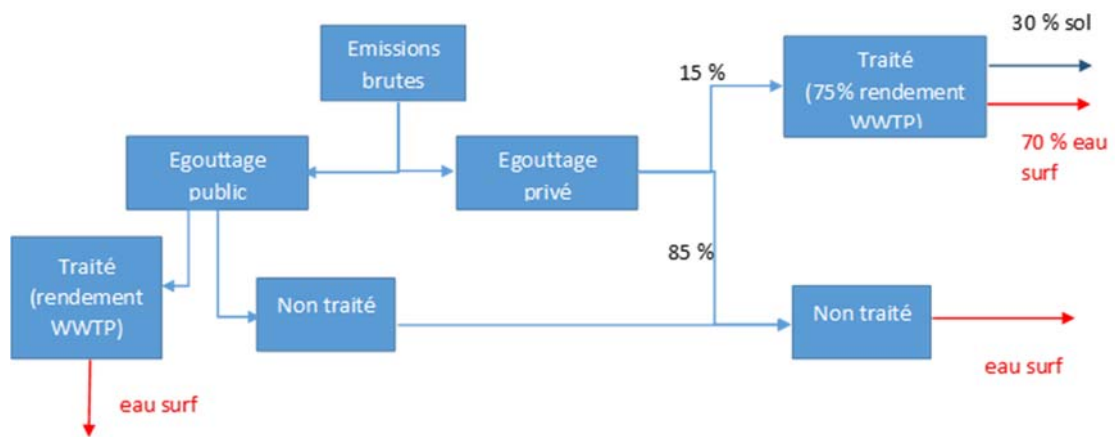 Emissions
brutes
Egouttage
public
Egouttage
privé
15 %
Traité
(75% rendement
WWTP)
30 % sol
70 % eau
surf
85 %
Traité
(rendement
WWTP)
Non traité
Non traité
eau surf
eau surf